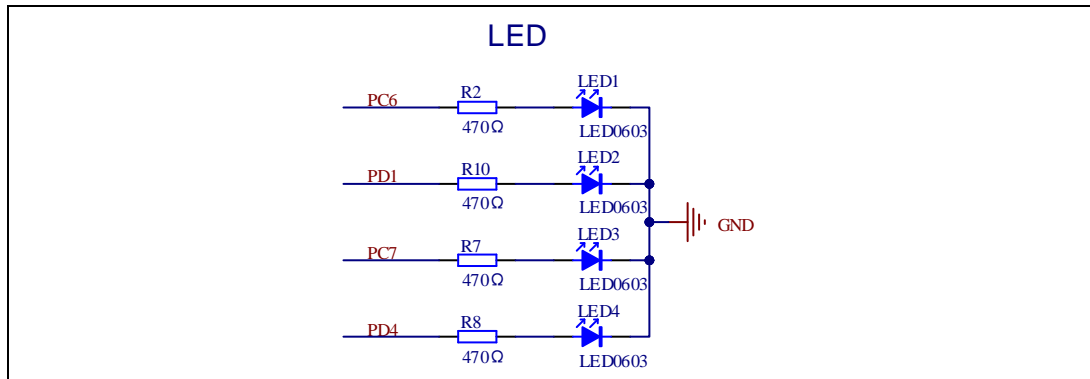 LED
LED1
R2
PC6
470Ω
LED0603
LED2
R10
PD1
470Ω
LED0603
GND
LED3
R7
PC7
470Ω
LED0603
LED4
R8
PD4
470Ω
LED0603